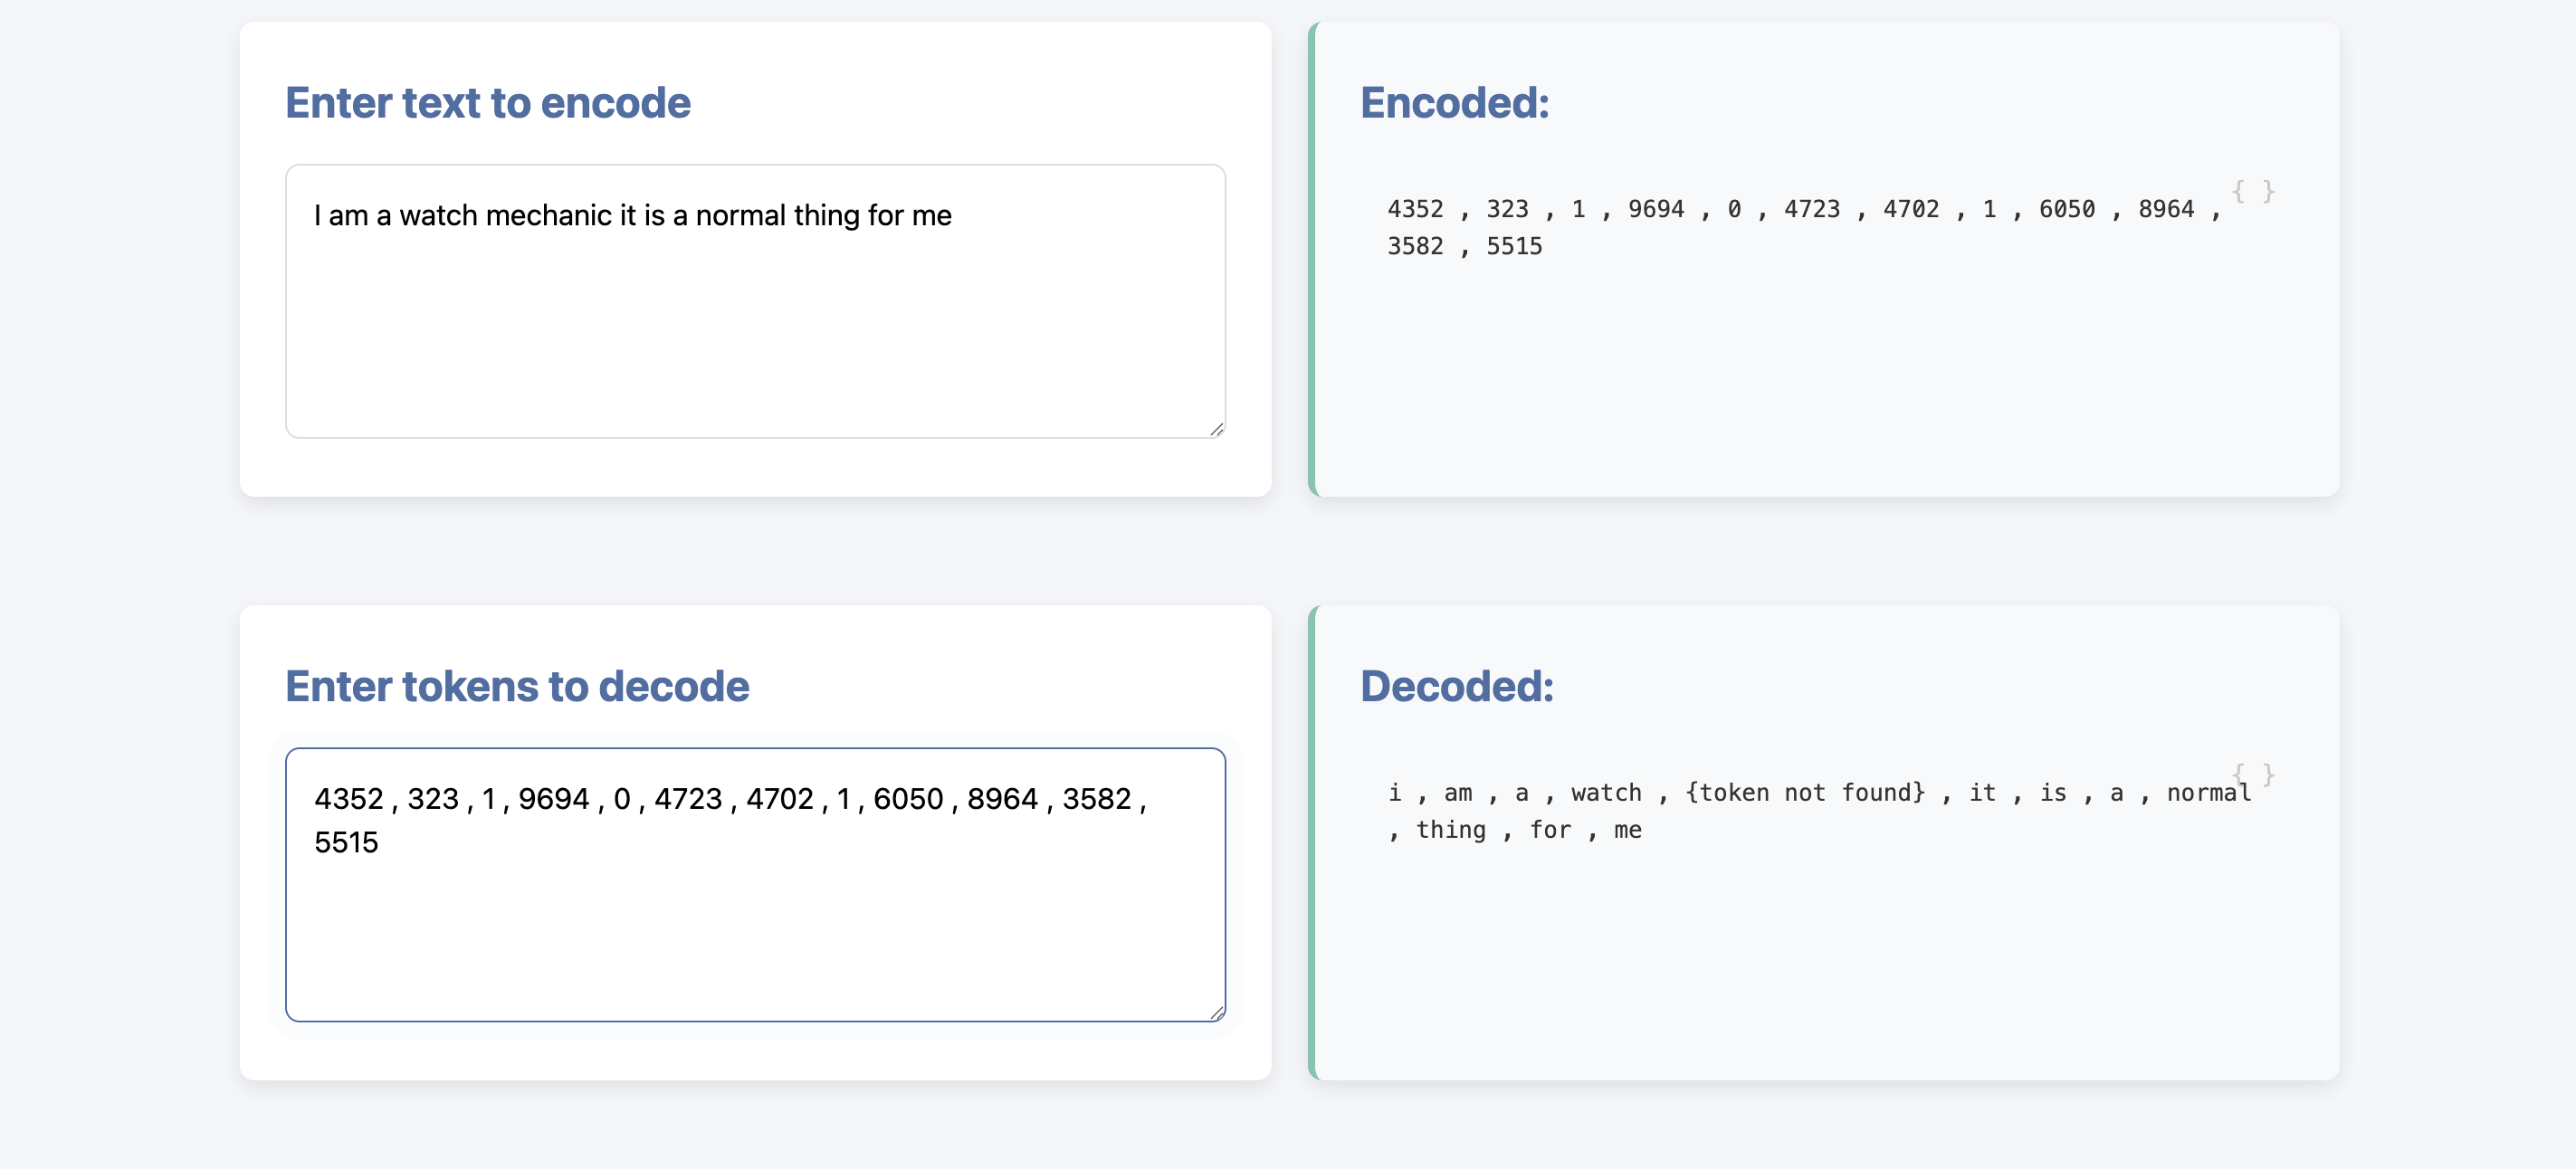 Enter text to encode
I am a watch mechanic it is a normal thing for me
Encoded:
{ }
4352 , 323 , 1 , 9694 , 0 , 4723 , 4702 , 1 , 6050 , 8964 ,
3582 , 5515
Enter tokens to decode
4352 , 323 , 1 , 9694 , 0 , 4723 , 4702 , 1 , 6050 , 8964 , 3582 ,
5515
Decoded:
{ }
i , am , a , watch , {token not found} , it , is , a , normal
, thing , for , me